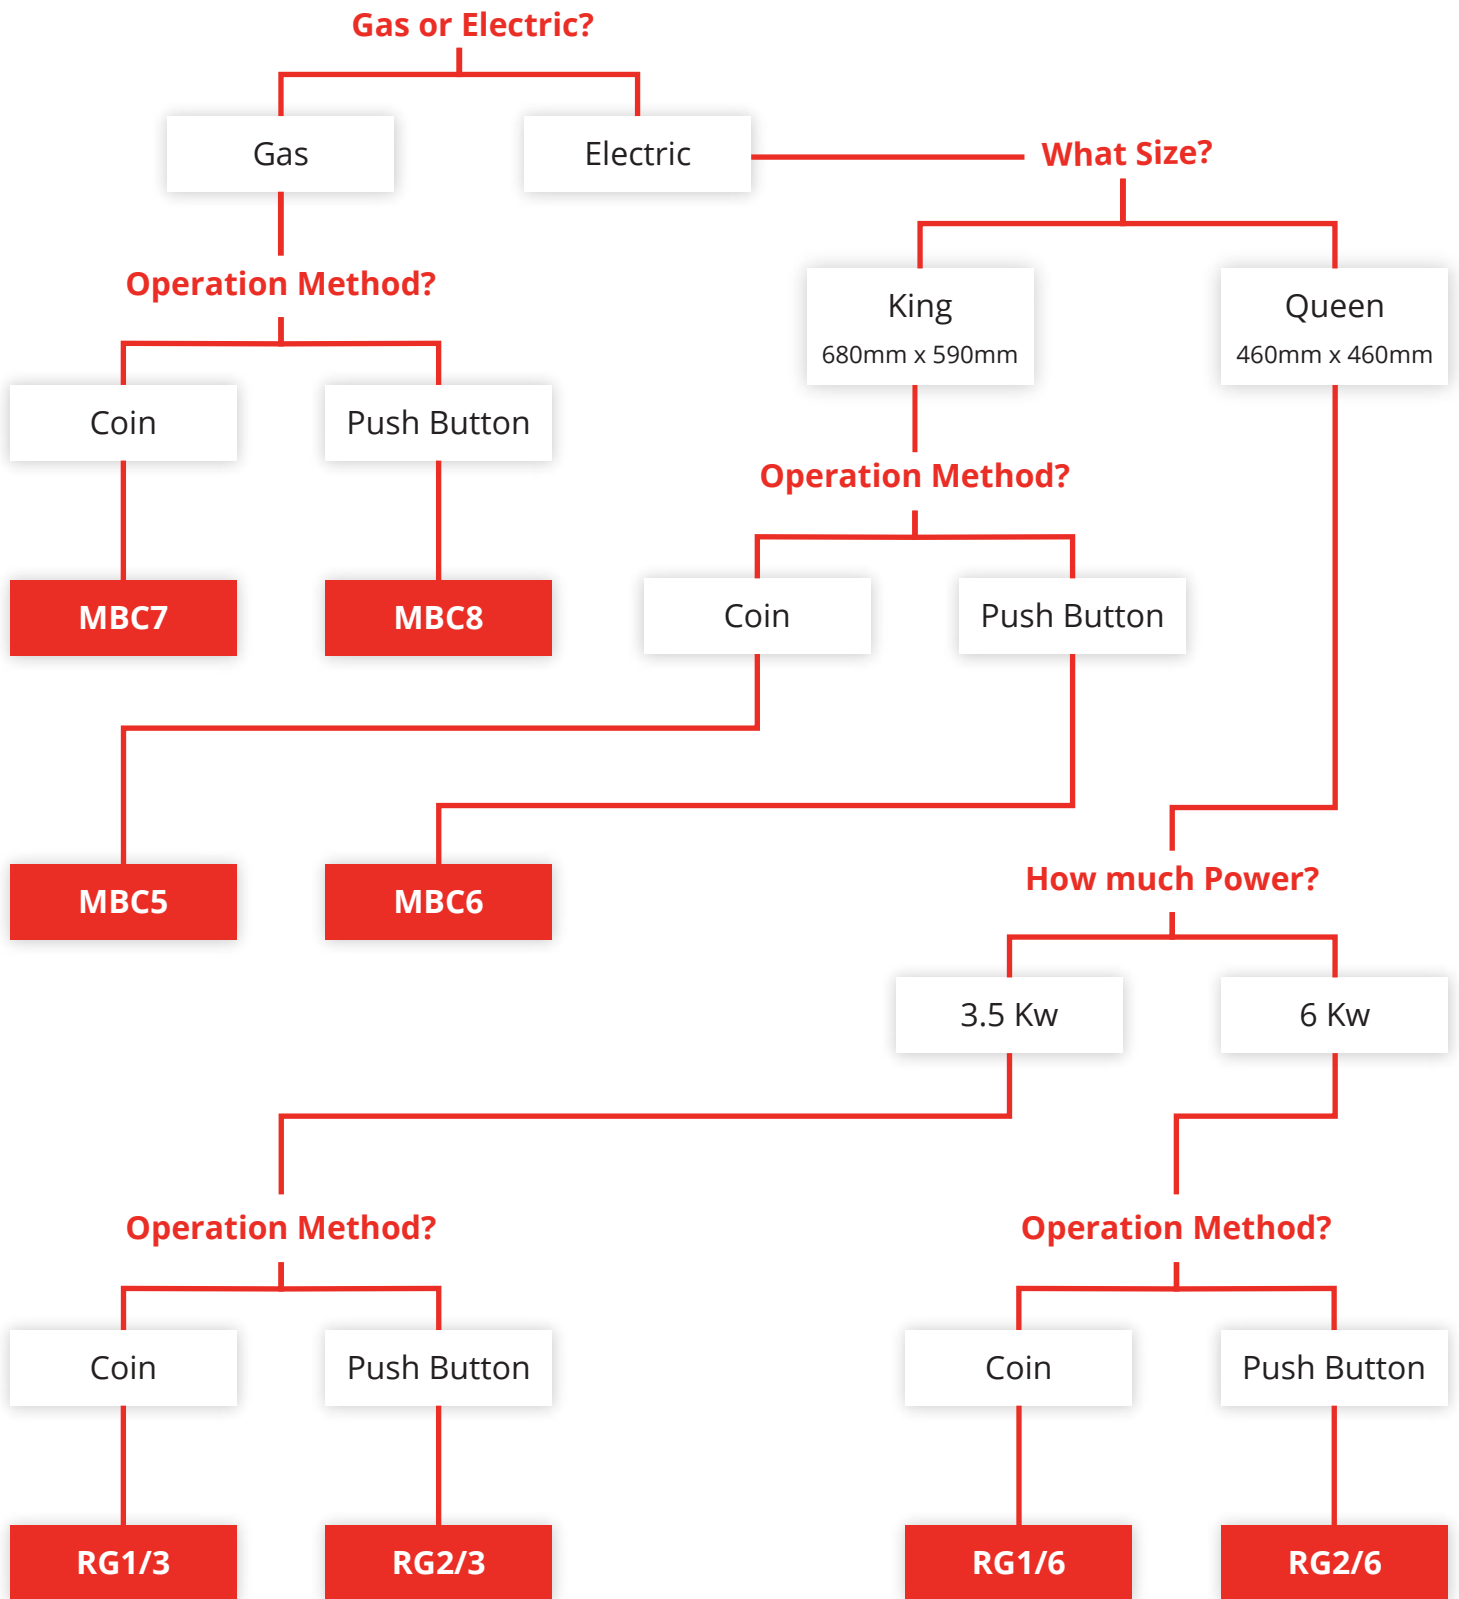 Gas or Electric?
Gas
Electric
What Size?
Operation Method?
King
680mm x 590mm
Queen
460mm x 460mm
Coin
Push Button
Operation Method?
MBC7
MBC8
Coin
Push Button
MBC5
MBC6
How much Power?
3.5 Kw
6 Kw
Operation Method?
Operation Method?
Coin
Push Button
Coin
Push Button
RG1/3
RG2/3
RG1/6
RG2/6